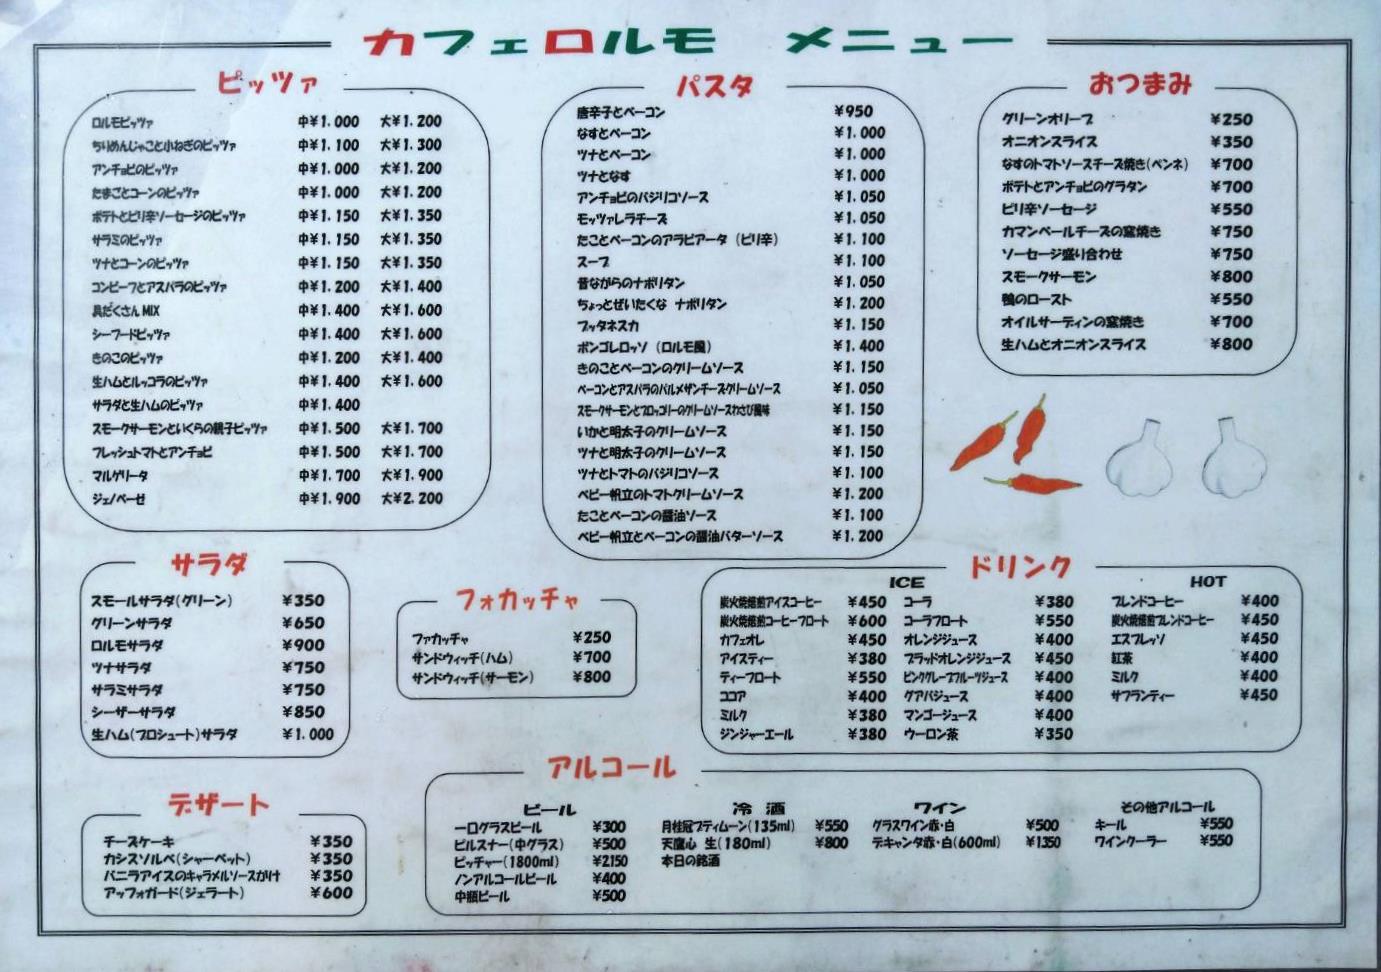 カフェロルモ メニュー
ピッツァ
ロルモピッツァ 中¥1.000 大¥1.200
ちりめんじゃこと小ねぎのピッツァ 中¥1.100 大¥1.300
アンチョビのピッツァ 中¥1.000 大¥1.200
たまごとコーンのピッツァ 中¥1.000 大¥1.200
ポテトとピリ辛ソーセージのピッツァ 中¥1.150 大¥1.350
サラミのピッツァ 中¥1.150 大¥1.350
ツナとコーンのピッツァ 中¥1.150 大¥1.350
コンビーフとアスパラのピッツァ 中¥1.200 大¥1.400
具だくさんMIX 中¥1.400 大¥1.600
シーフードピッツァ 中¥1.400 大¥1.600
きのこのピッツァ 中¥1.200 大¥1.400
生ハムとルッコラのピッツァ 中¥1.400 大¥1.600
サラダと生ハムのピッツァ 中¥1.400
スモークサーモンといくらの親子ピッツァ 中¥1.500 大¥1.700
フレッシュトマトとアンチョビ 中¥1.500 大¥1.700
マルゲリータ 中¥1.700 大¥1.900
ジェノベーゼ 中¥1.900 大¥2.200
パスタ
唐辛子とベーコン ¥950
なすとベーコン ¥1.000
ツナとベーコン ¥1.000
ツナとなす ¥1.000
アンチョビのバジリコソース ¥1.050
モッツァレラチーズ ¥1.050
たことベーコンのアラビアータ（ピリ辛） ¥1.100
スープ ¥1.100
昔ながらのナポリタン ¥1.050
ちょっとぜいたくな ナポリタン ¥1.200
プッタネスカ ¥1.150
ボンゴレロッソ（ロルモ風） ¥1.400
きのことベーコンのクリームソース ¥1.150
ベーコンとアスパラのパルメザンチーズクリームソース ¥1.050
スモークサーモンとブロッコリーのクリームソースわさび風味 ¥1.150
いかと明太子のクリームソース ¥1.150
ツナと明太子のクリームソース ¥1.150
ツナとトマトのバジリコソース ¥1.100
ベビー帆立のトマトクリームソース ¥1.200
たことベーコンの醤油ソース ¥1.100
ベビー帆立とベーコンの醤油バターソース ¥1.200
おつまみ
グリーンオリーブ ¥250
オニオンスライス ¥350
なすのトマトソースチーズ焼き(ペンネ) ¥700
ポテトとアンチョビのグラタン ¥700
ピリ辛ソーセージ ¥550
カマンベールチーズの窯焼き ¥750
ソーセージ盛り合わせ ¥750
スモークサーモン ¥800
鴨のロースト ¥550
オイルサーディンの窯焼き ¥700
生ハムとオニオンスライス ¥800
サラダ
スモールサラダ(グリーン) ¥350
グリーンサラダ ¥650
ロルモサラダ ¥900
ツナサラダ ¥750
サラミサラダ ¥750
シーザーサラダ ¥850
生ハム(プロシュート)サラダ ¥1.000
フォカッチャ
ファカッチャ ¥250
サンドウィッチ(ハム) ¥700
サンドウィッチ(サーモン) ¥800
ドリンク
ICE
炭火焼焙煎アイスコーヒー ¥450 コーラ ¥380
炭火焼焙煎コーヒーフロート ¥600 コーラフロート ¥550
カフェオレ ¥450 オレンジジュース ¥400
アイスティー ¥380 ブラッドオレンジジュース ¥450
ティーフロート ¥550 ピンクグレープフルーツジュース ¥400
ココア ¥400 グアバジュース ¥400
ミルク ¥380 マンゴージュース ¥400
ジンジャーエール ¥380 ウーロン茶 ¥350
HOT
ブレンドコーヒー ¥400
炭火焼焙煎ブレンドコーヒー ¥450
エスプレッソ ¥450
紅茶 ¥400
ミルク ¥400
サフランティー ¥450
デザート
チーズケーキ ¥350
カシスソルベ(シャーベット) ¥350
バニラアイスのキャラメルソースがけ ¥350
アッフォガード(ジェラート) ¥600
アルコール
ビール
一口グラスビール ¥300
ピルスナー(中グラス) ¥500
ピッチャー(1800ml) ¥2150
ノンアルコールビール ¥400
中瓶ビール ¥500
冷 酒
月桂冠プティムーン(135ml) ¥550
天鷹心 生(180ml) ¥800
本日の銘酒
ワイン
グラスワイン赤・白 ¥500
デキャンタ赤・白(600ml) ¥1350
その他アルコール
キール ¥550
ワインクーラー ¥550